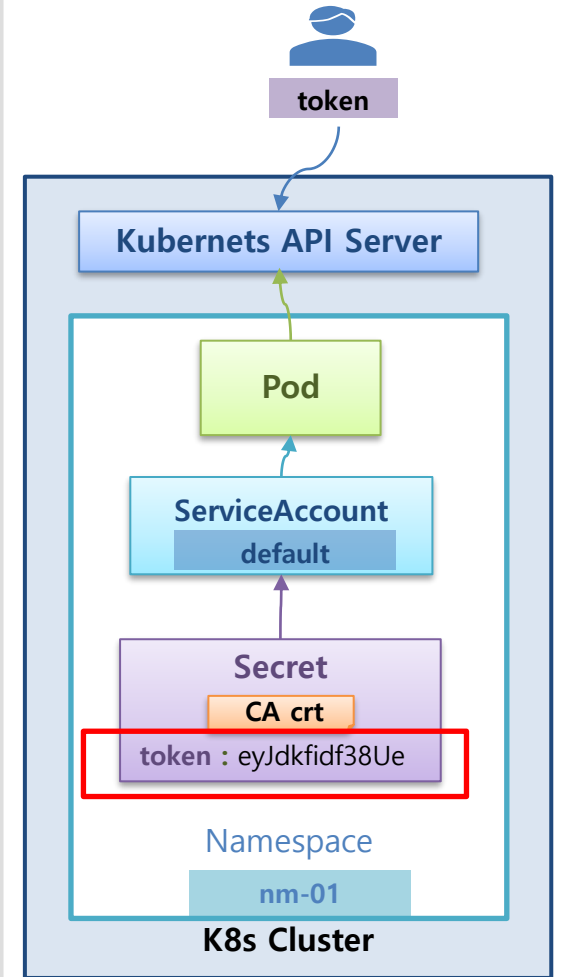 token
Kubernets API Server
Pod
ServiceAccount
default
Secret
CA crt
token : eyJdkfidf38Ue
Namespace
nm-01
K8s Cluster